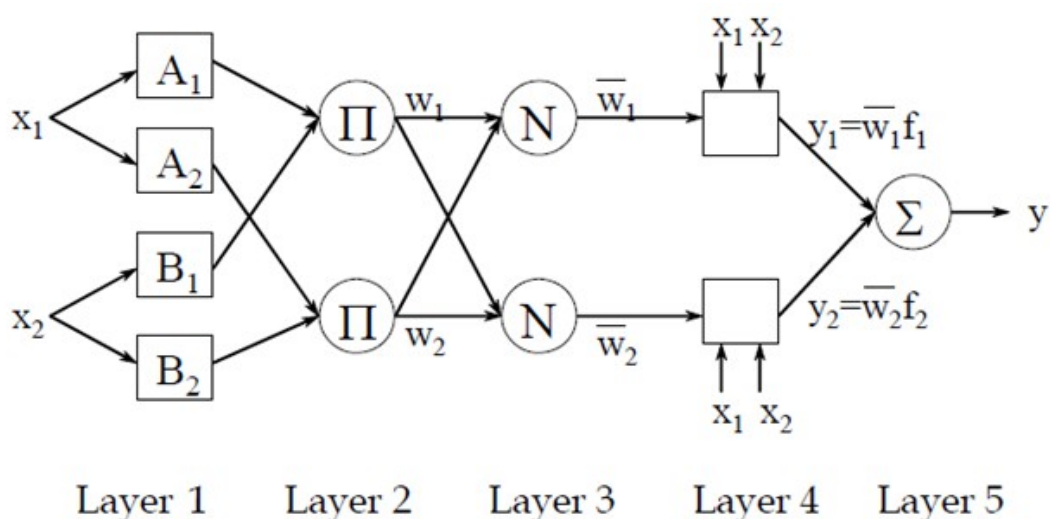 x₁ x₂
A₁
x₁
Π
w₁
N
w̅₁
y₁=w̅₁f₁
A₂
Σ
y
B₁
x₂
Π
w₂
N
w̅₂
y₂=w̅₂f₂
B₂
x₁ x₂
Layer 1 Layer 2 Layer 3 Layer 4 Layer 5